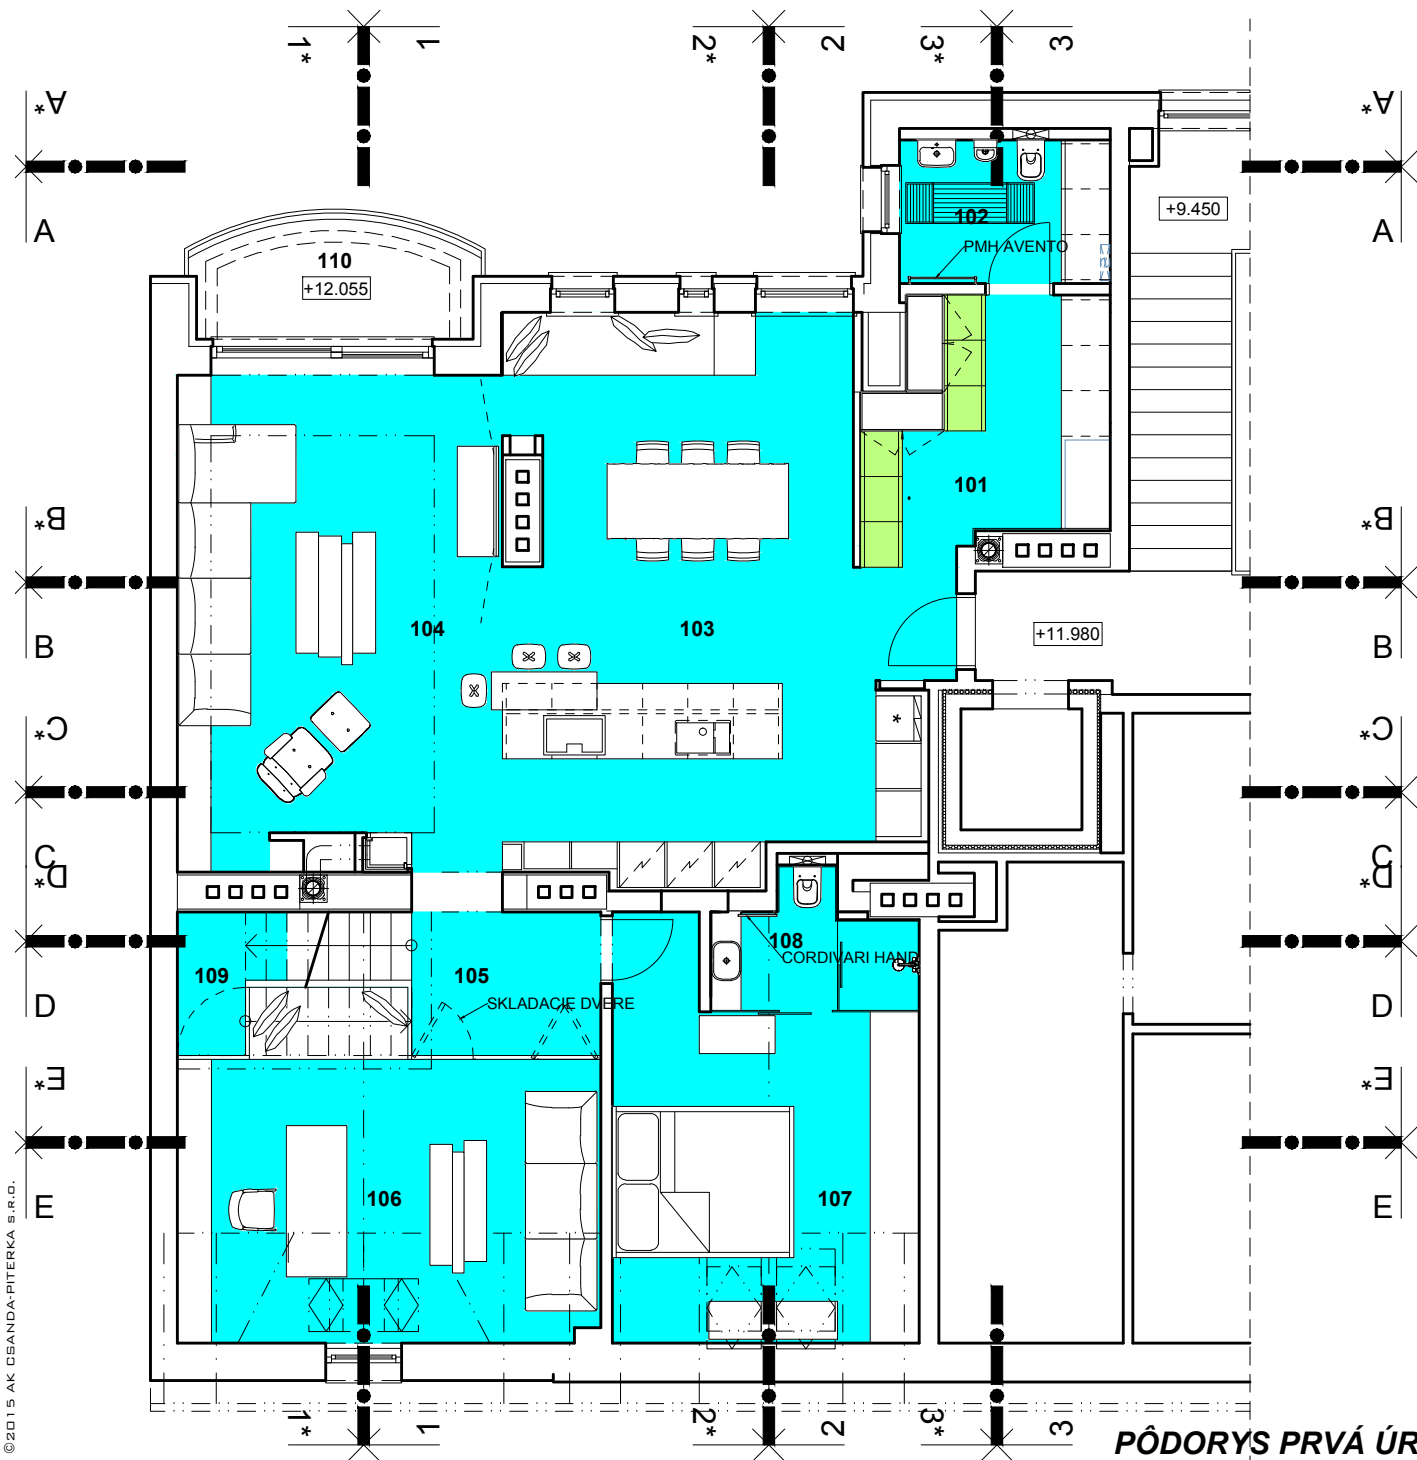 1* 1 2* 2 3* 3
A* A*
A A
+9.450
102
PMH AVENTO
110
+12.055
101
B* B*
104 103
+11.980
B B
C* C*
*
C C
D* D*
108
CORDIVARI HAND
109 105
SKLADACIE DVERE
D D
E* E*
106 107
E E
1* 1 2* 2 3* 3
©2015 AK CSANDA-PITERKA S.R.O.
PÔDORYS PRVÁ ÚR